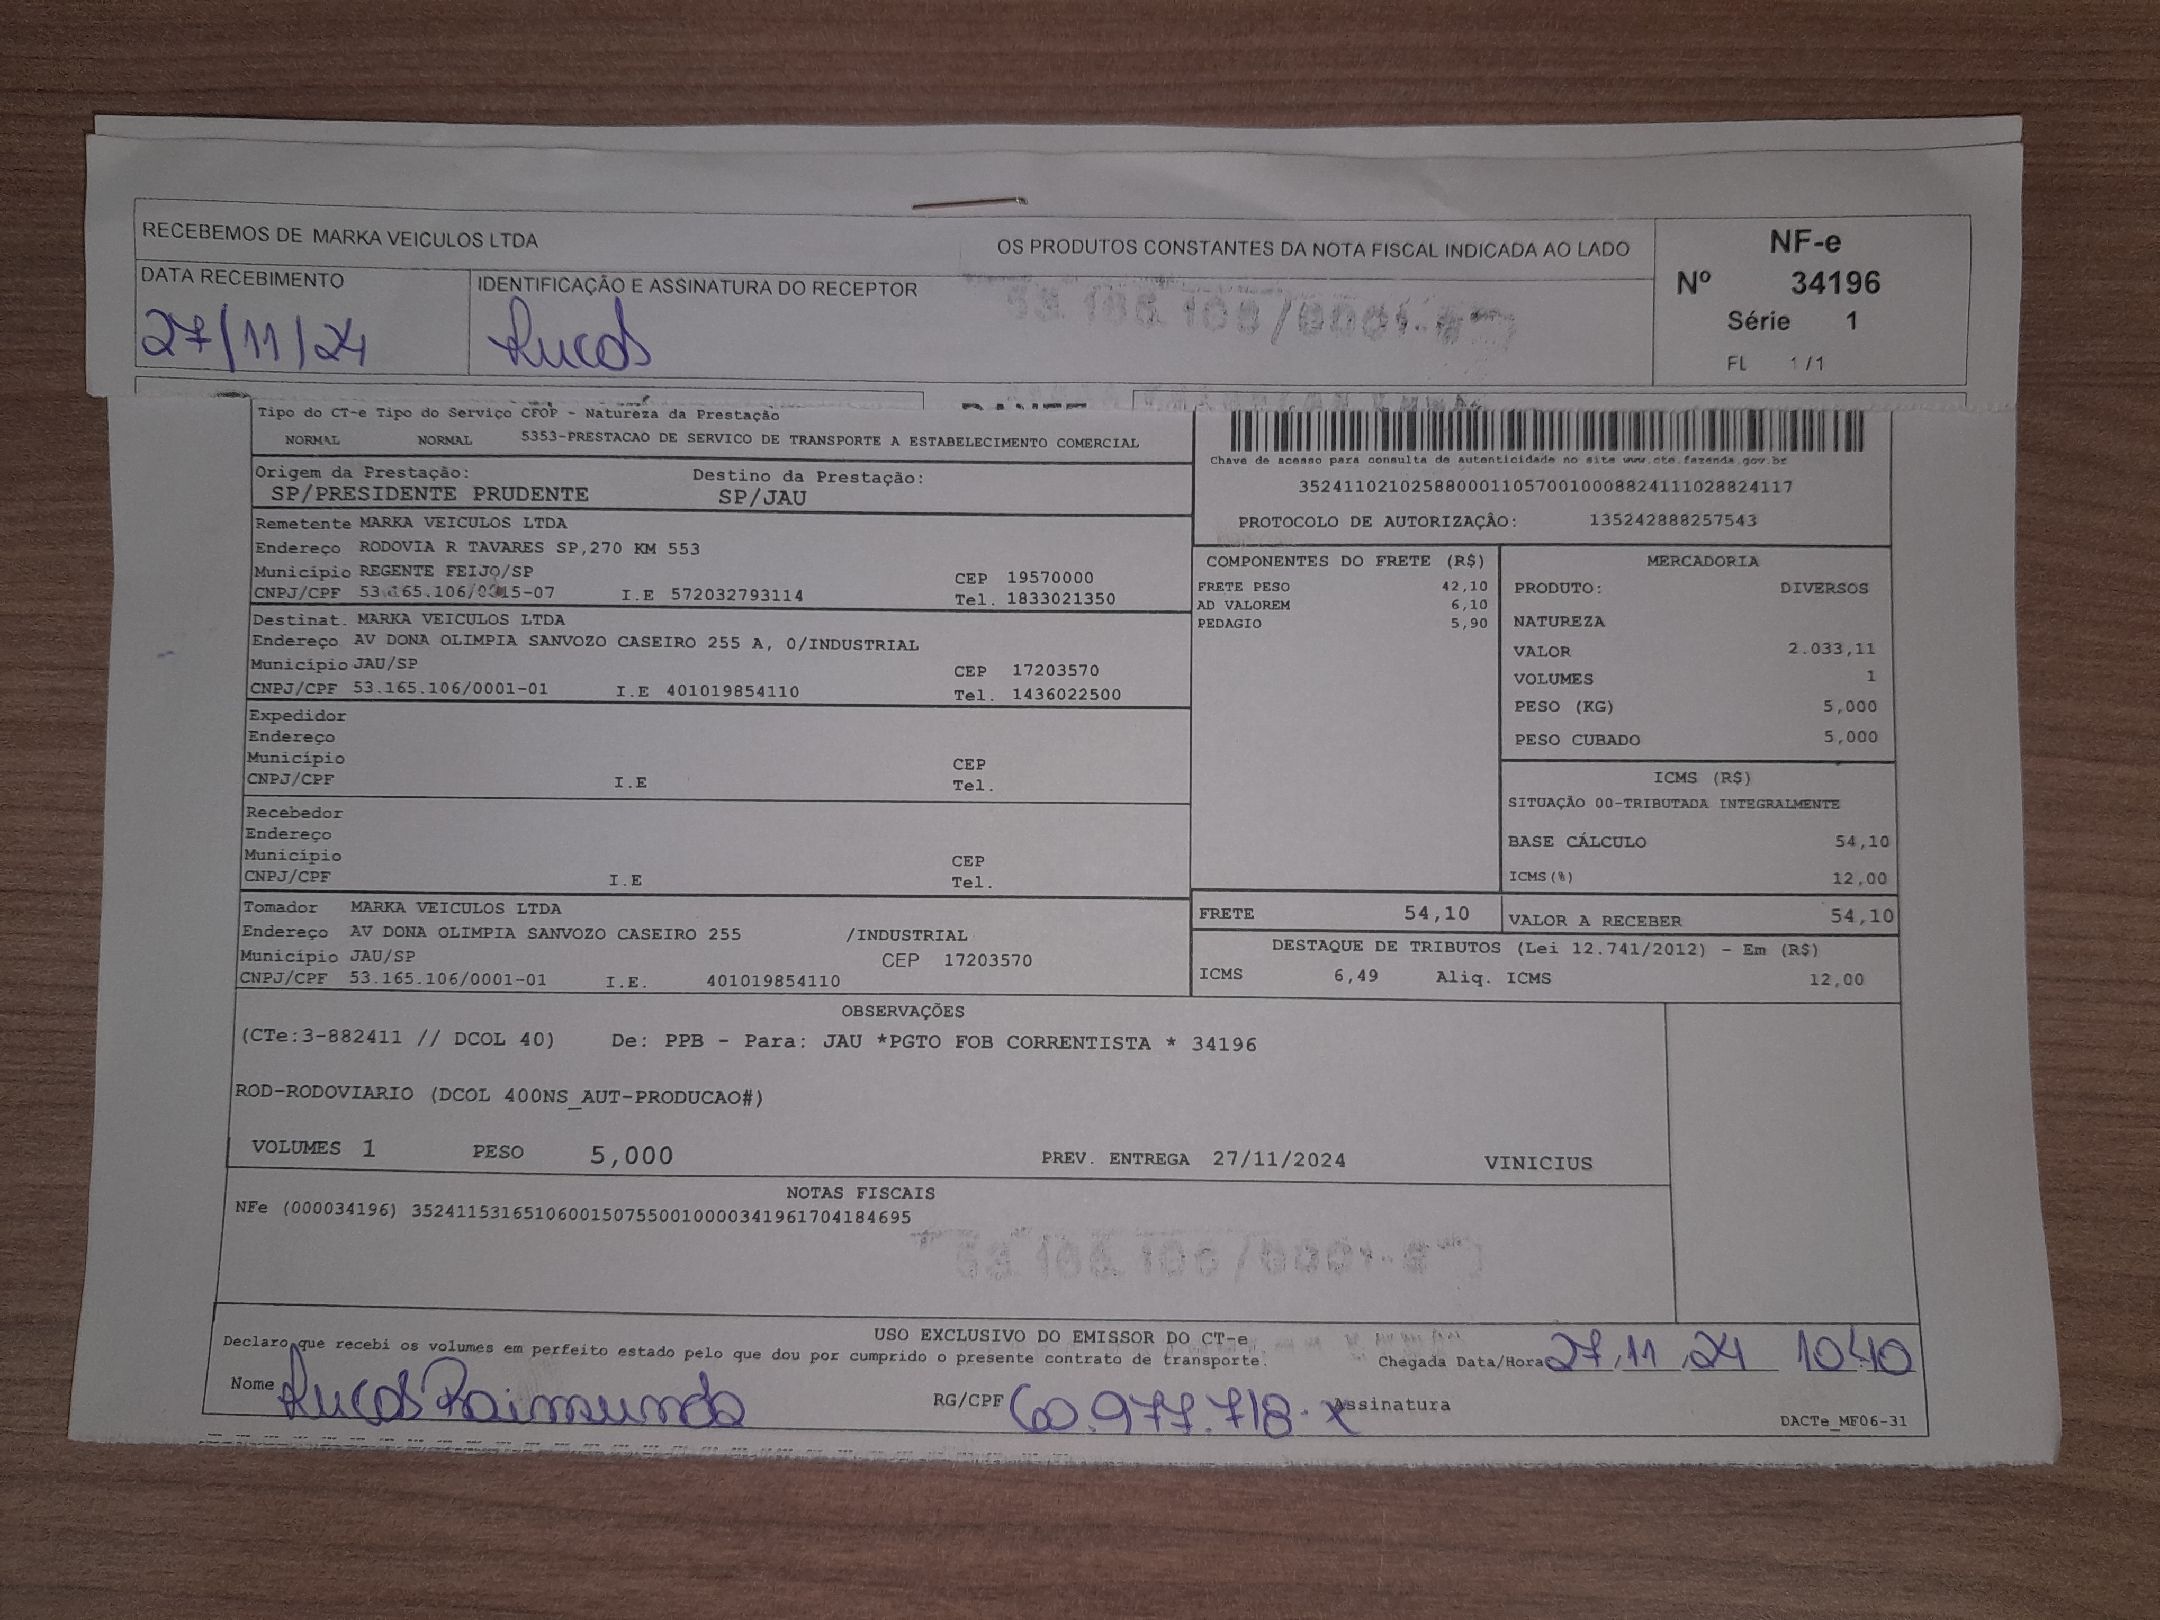 RECEBEMOS DE MARKA VEICULOS LTDA OS PRODUTOS CONSTANTES DA NOTA FISCAL INDICADA AO LADO
NF-e
Nº 34196
Série 1
FL 1/1
DATA RECEBIMENTO
27/11/24
IDENTIFICAÇÃO E ASSINATURA DO RECEPTOR
Lucas
Tipo do CT-e Tipo do Serviço CFOP - Natureza da Prestação
NORMAL NORMAL 5353-PRESTACAO DE SERVICO DE TRANSPORTE A ESTABELECIMENTO COMERCIAL
Origem da Prestação: Destino da Prestação:
SP/PRESIDENTE PRUDENTE SP/JAU
Chave de acesso para consulta de autenticidade no site www.cte.fazenda.gov.br
35241102102588000110570010008824111028824117
PROTOCOLO DE AUTORIZAÇÂO: 135242888257543
Remetente MARKA VEICULOS LTDA
Endereço RODOVIA R TAVARES SP,270 KM 553
Município REGENTE FEIJO/SP CEP 19570000
CNPJ/CPF 53.165.106/0015-07 I.E 572032793114 Tel. 1833021350
Destinat. MARKA VEICULOS LTDA
Endereço AV DONA OLIMPIA SANVOZO CASEIRO 255 A, 0/INDUSTRIAL
Município JAU/SP CEP 17203570
CNPJ/CPF 53.165.106/0001-01 I.E 401019854110 Tel. 1436022500
Expedidor
Endereço
Município CEP
CNPJ/CPF I.E Tel.
Recebedor
Endereço
Município CEP
CNPJ/CPF I.E Tel.
Tomador MARKA VEICULOS LTDA
Endereço AV DONA OLIMPIA SANVOZO CASEIRO 255 /INDUSTRIAL
Município JAU/SP CEP 17203570
CNPJ/CPF 53.165.106/0001-01 I.E. 401019854110
COMPONENTES DO FRETE (R$)
FRETE PESO 42,10
AD VALOREM 6,10
PEDAGIO 5,90
MERCADORIA
PRODUTO: DIVERSOS
NATUREZA
VALOR 2.033,11
VOLUMES 1
PESO (KG) 5,000
PESO CUBADO 5,000
ICMS (R$)
SITUAÇÃO 00-TRIBUTADA INTEGRALMENTE
BASE CÁLCULO 54,10
ICMS(%) 12,00
FRETE 54,10 VALOR A RECEBER 54,10
DESTAQUE DE TRIBUTOS (Lei 12.741/2012) - Em (R$)
ICMS 6,49 Aliq. ICMS 12,00
OBSERVAÇÕES
(CTe:3-882411 // DCOL 40) De: PPB - Para: JAU *PGTO FOB CORRENTISTA * 34196
ROD-RODOVIARIO (DCOL 400NS_AUT-PRODUCAO#)
VOLUMES 1 PESO 5,000 PREV. ENTREGA 27/11/2024 VINICIUS
NOTAS FISCAIS
NFe (000034196) 35241153165106001507550010000341961704184695
USO EXCLUSIVO DO EMISSOR DO CT-e
Declaro que recebi os volumes em perfeito estado pelo que dou por cumprido o presente contrato de transporte. Chegada Data/Hora 27,11,24 10:40
Nome Lucas Raimundo RG/CPF 60.977.718-X Assinatura
DACTe_MF06-31